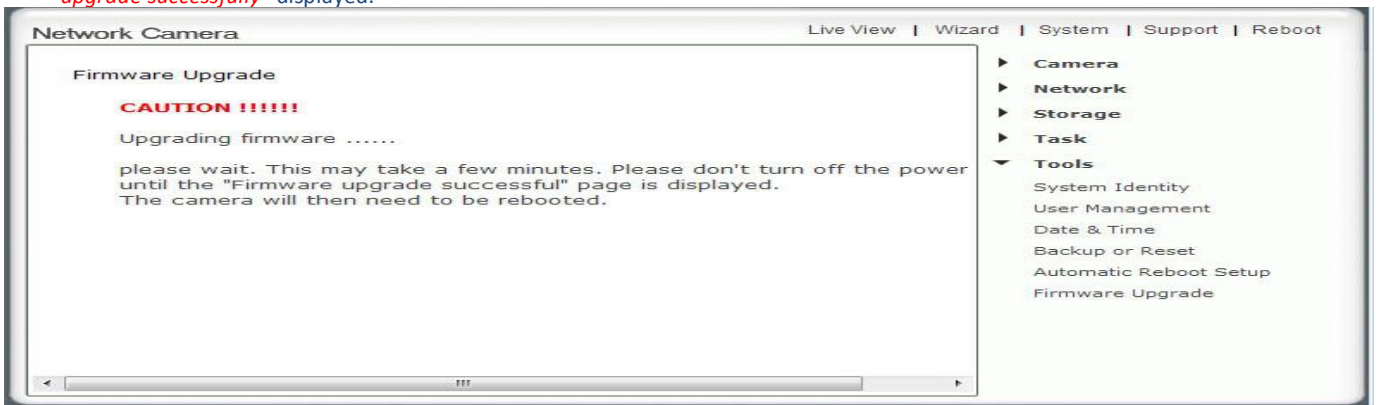 upgrade successfully" displayed.
Network Camera
Live View | Wizard | System | Support | Reboot
Firmware Upgrade
CAUTION !!!!!!
Upgrading firmware ......
please wait. This may take a few minutes. Please don't turn off the power
until the "Firmware upgrade successful" page is displayed.
The camera will then need to be rebooted.
Camera
Network
Storage
Task
Tools
System Identity
User Management
Date & Time
Backup or Reset
Automatic Reboot Setup
Firmware Upgrade